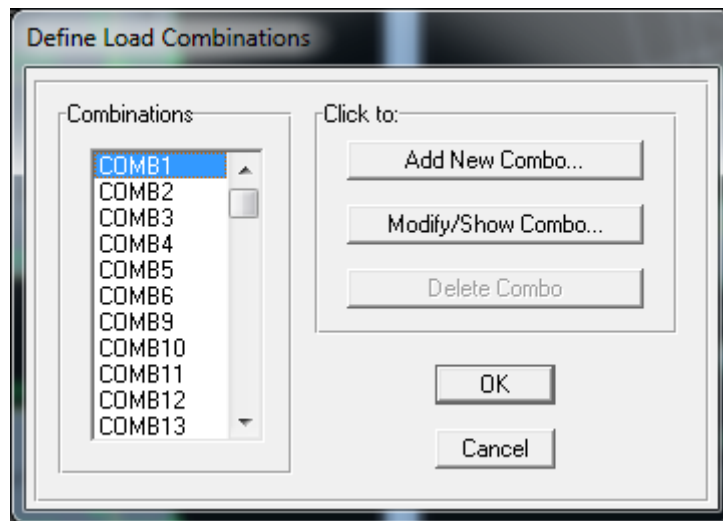 Define Load Combinations
Combinations
COMB1
COMB2
COMB3
COMB4
COMB5
COMB6
COMB9
COMB10
COMB11
COMB12
COMB13
Click to:
Add New Combo...
Modify/Show Combo...
Delete Combo
OK
Cancel